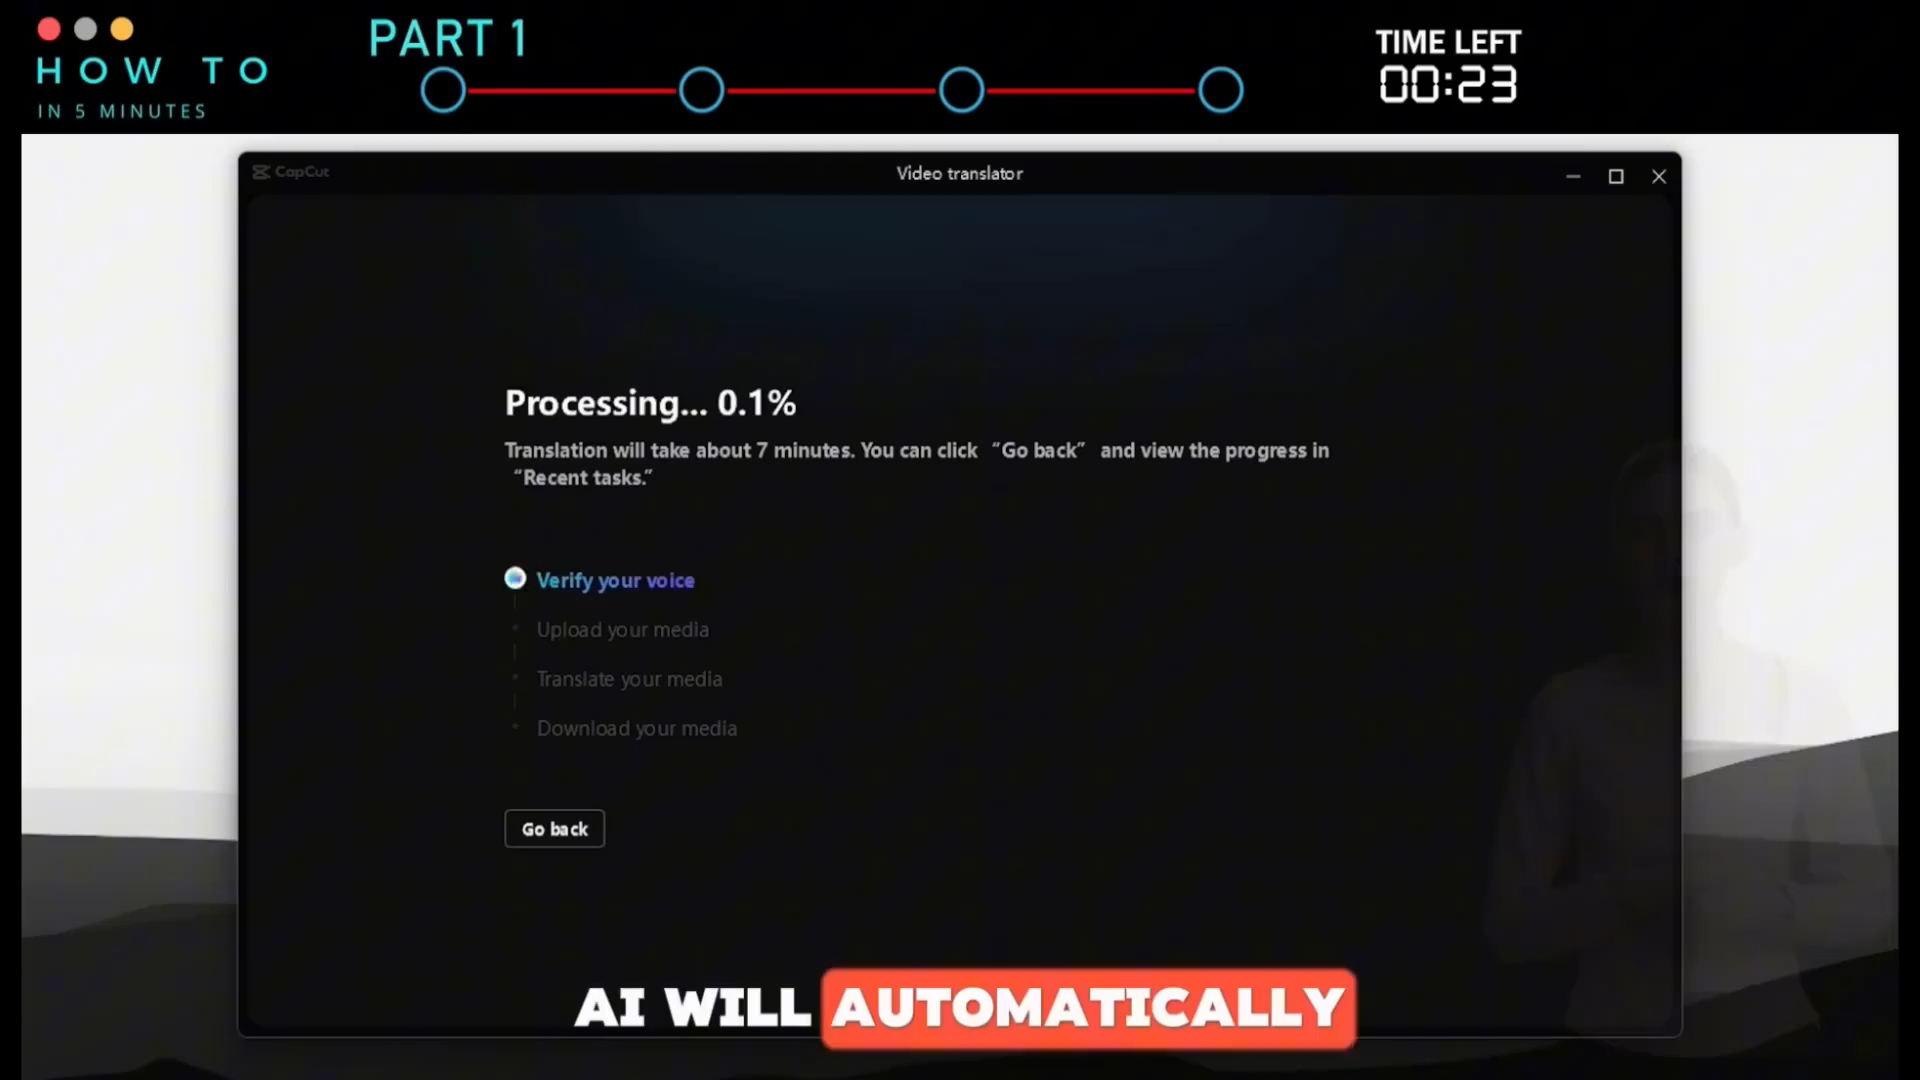 HOW TO
IN 5 MINUTES
PART 1
TIME LEFT
00:23
CapCut
Video translator
Processing... 0.1%
Translation will take about 7 minutes. You can click “Go back” and view the progress in
“Recent tasks.”
Verify your voice
Upload your media
Translate your media
Download your media
Go back
AI WILL AUTOMATICALLY